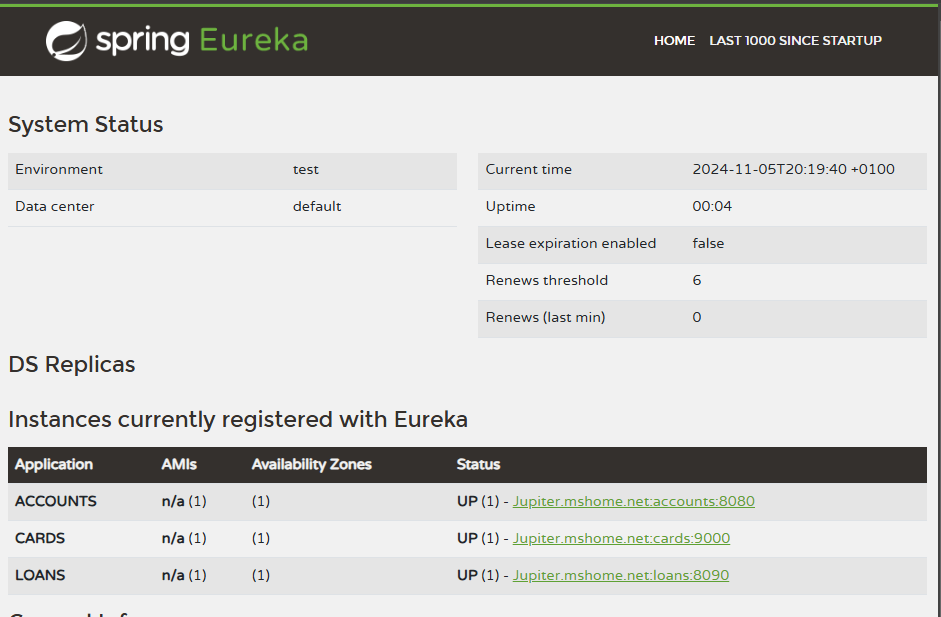 spring Eureka
HOME LAST 1000 SINCE STARTUP
System Status
Environment test
Data center default
Current time 2024-11-05T20:19:40 +0100
Uptime 00:04
Lease expiration enabled false
Renews threshold 6
Renews (last min) 0
DS Replicas
Instances currently registered with Eureka
Application AMIs Availability Zones Status
ACCOUNTS n/a (1) (1) UP (1) - Jupiter.mshome.net:accounts:8080
CARDS n/a (1) (1) UP (1) - Jupiter.mshome.net:cards:9000
LOANS n/a (1) (1) UP (1) - Jupiter.mshome.net:loans:8090